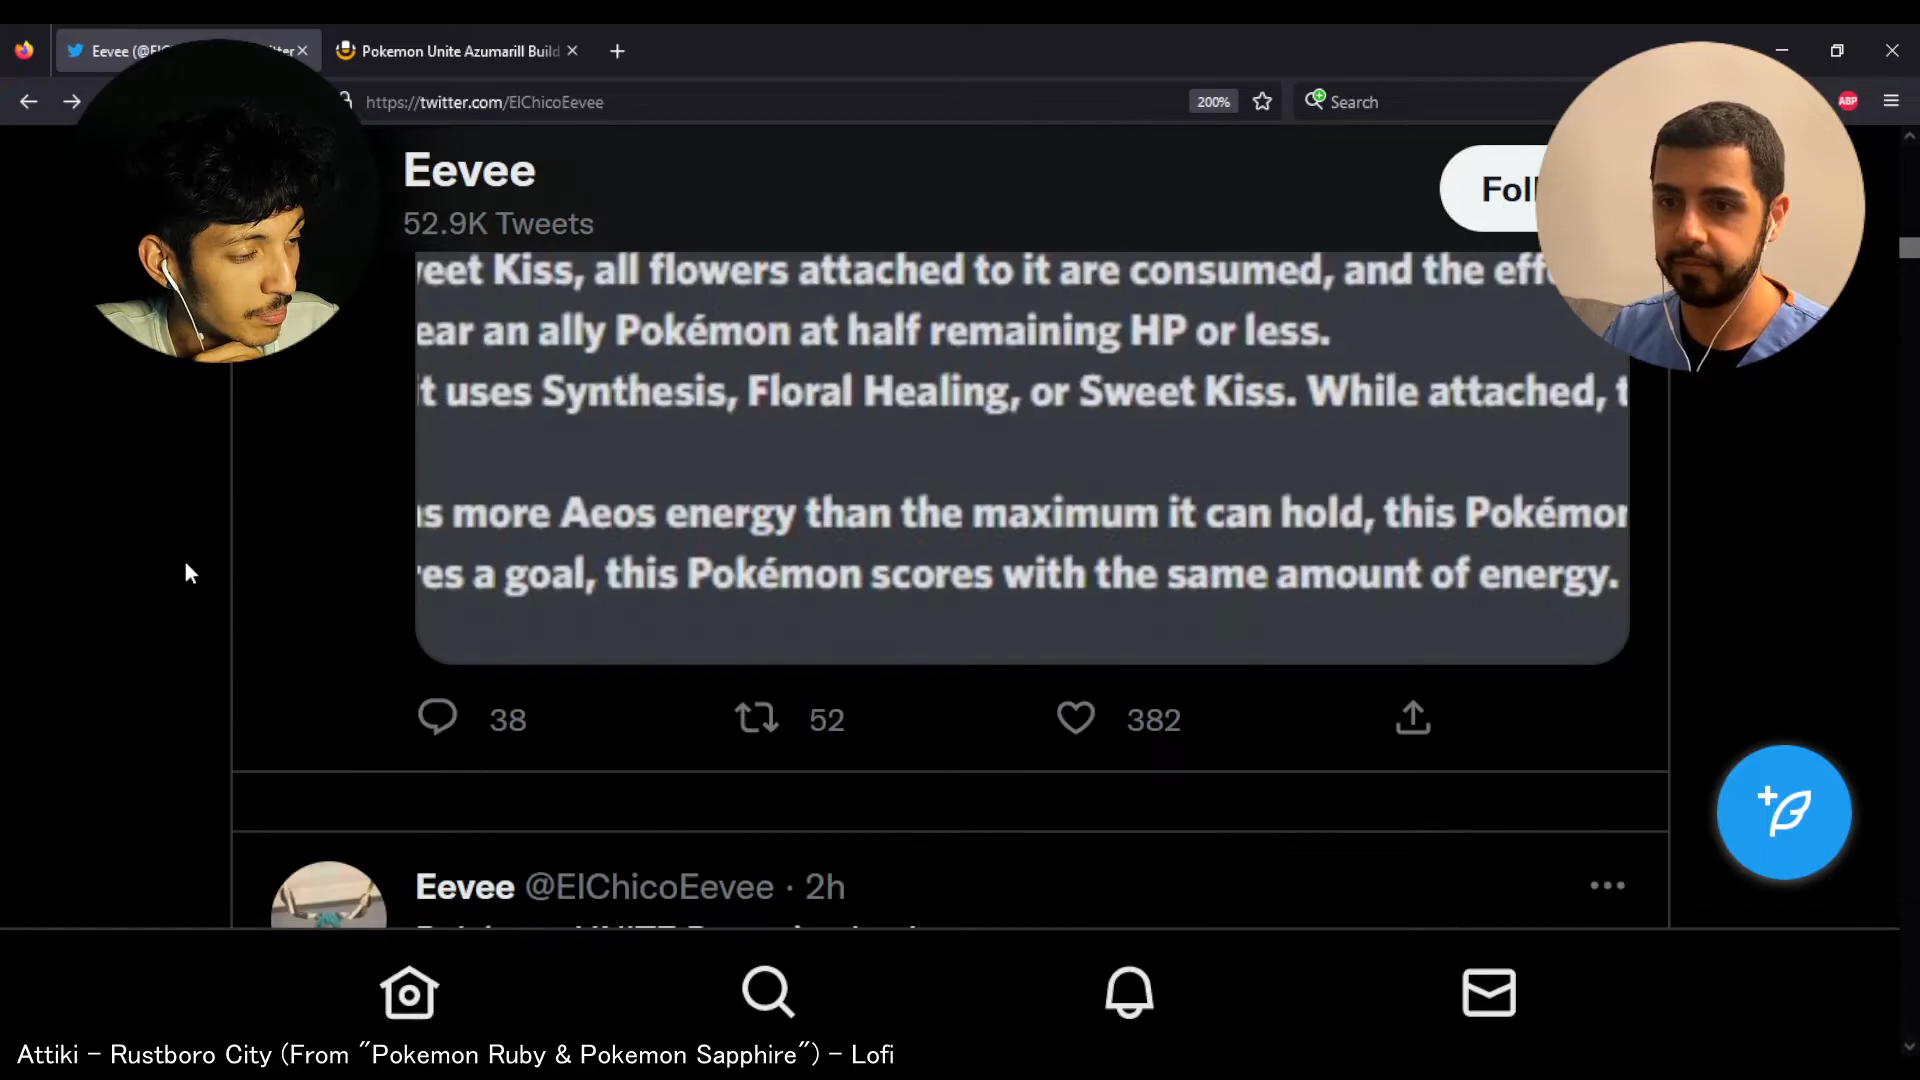 Eevee (@El
tter
Pokemon Unite Azumarill Build
https://twitter.com/ElChicoEevee
200%
Search
ABP
Eevee
52.9K Tweets
Foll
eet Kiss, all flowers attached to it are consumed, and the eff
ear an ally Pokémon at half remaining HP or less.
t uses Synthesis, Floral Healing, or Sweet Kiss. While attached, t
s more Aeos energy than the maximum it can hold, this Pokémon
es a goal, this Pokémon scores with the same amount of energy.
38
52
382
Eevee @ElChicoEevee · 2h
Attiki - Rustboro City (From "Pokemon Ruby & Pokemon Sapphire") - Lofi